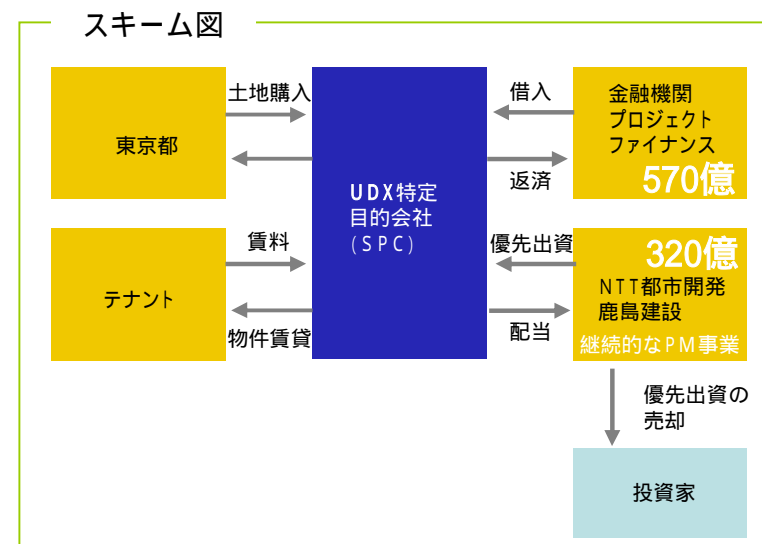 スキーム図
東京都
土地購入
UDX特定
目的会社
(SPC)
借入
返済
金融機関
プロジェクト
ファイナンス
570億
テナント
賃料
物件賃貸
優先出資
配当
320億
NTT都市開発
鹿島建設
継続的なPM事業
優先出資の
売却
投資家